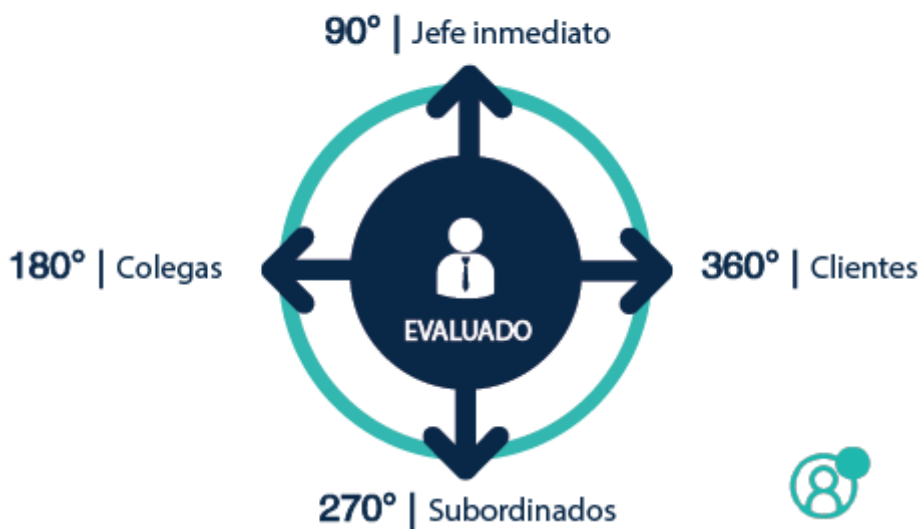 90° | Jefe inmediato
180° | Colegas
360° | Clientes
EVALUADO
270° | Subordinados